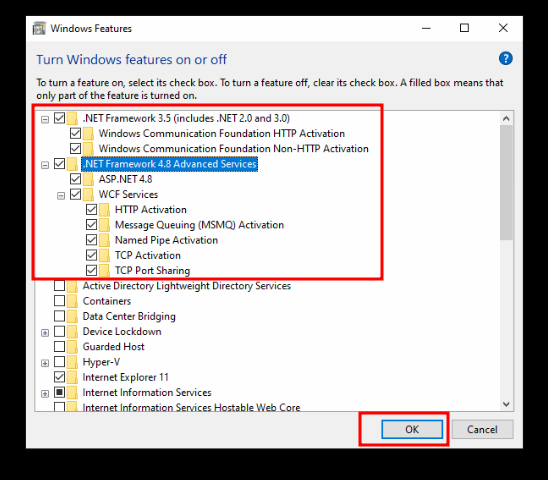 Windows Features
Turn Windows features on or off
To turn a feature on, select its check box. To turn a feature off, clear its check box. A filled box means that
only part of the feature is turned on.
.NET Framework 3.5 (includes .NET 2.0 and 3.0)
Windows Communication Foundation HTTP Activation
Windows Communication Foundation Non-HTTP Activation
.NET Framework 4.8 Advanced Services
ASP.NET 4.8
WCF Services
HTTP Activation
Message Queuing (MSMQ) Activation
Named Pipe Activation
TCP Activation
TCP Port Sharing
Active Directory Lightweight Directory Services
Containers
Data Center Bridging
Device Lockdown
Guarded Host
Hyper-V
Internet Explorer 11
Internet Information Services
Internet Information Services Hostable Web Core
OK
Cancel